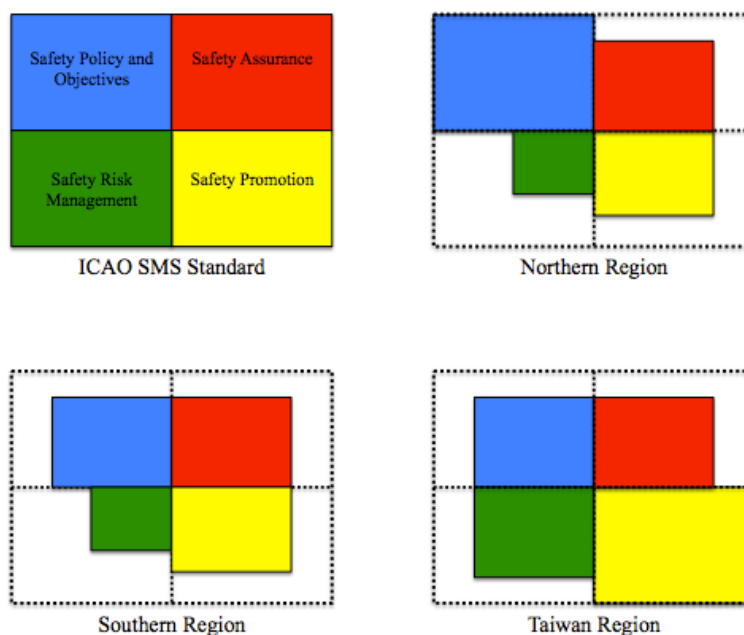 Safety Policy and
Objectives
Safety Assurance
Safety Risk
Management
Safety Promotion
ICAO SMS Standard
Northern Region
Southern Region
Taiwan Region